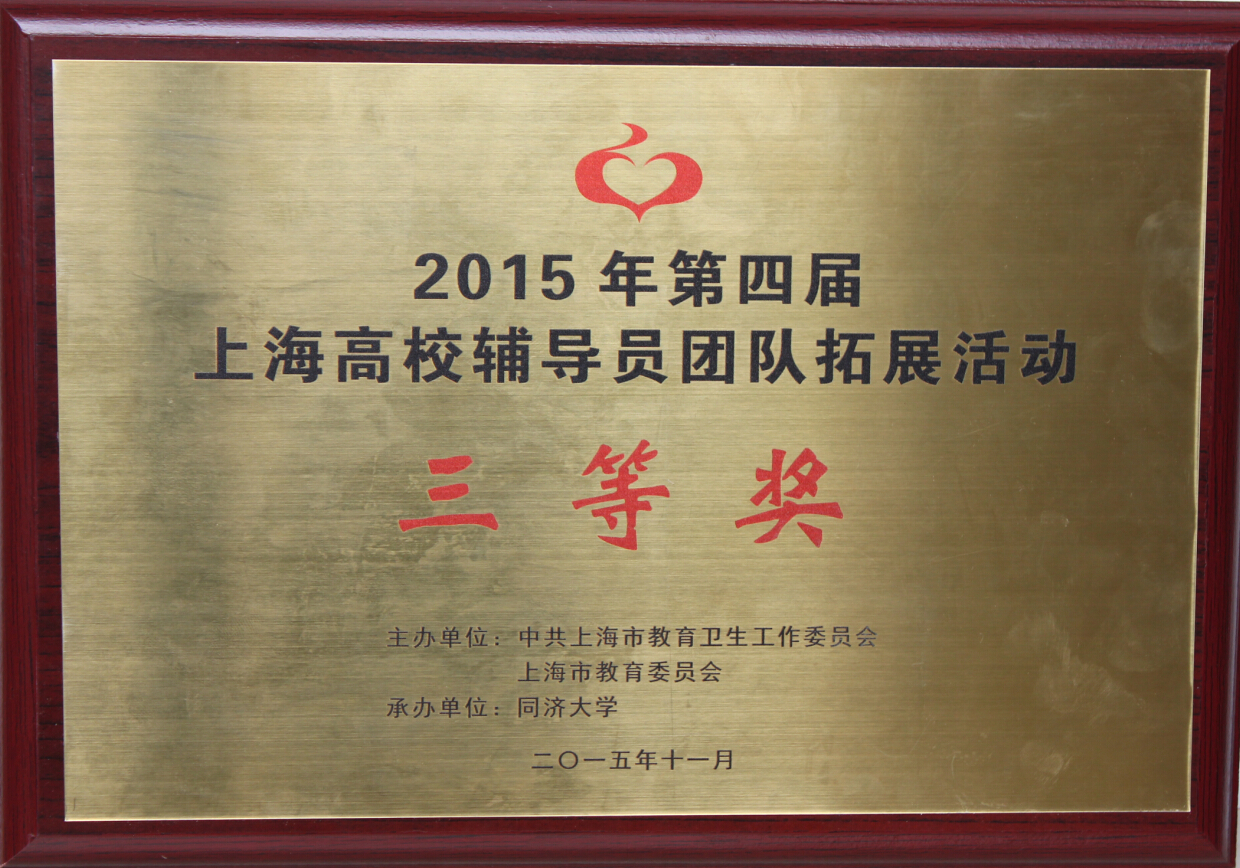 2015年第四届
上海高校辅导员团队拓展活动
三等奖
主办单位：中共上海市教育卫生工作委员会
上海市教育委员会
承办单位：同济大学
二〇一五年十一月